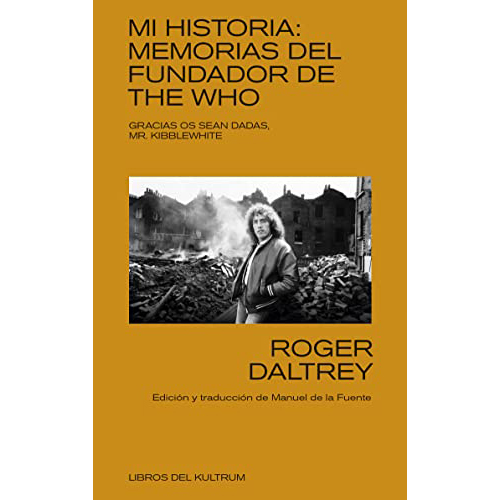 MI HISTORIA:
MEMORIAS DEL
FUNDADOR DE
THE WHO
GRACIAS OS SEAN DADAS,
MR. KIBBLEWHITE
ROGER
DALTREY
Edición y traducción de Manuel de la Fuente
LIBROS DEL KULTRUM